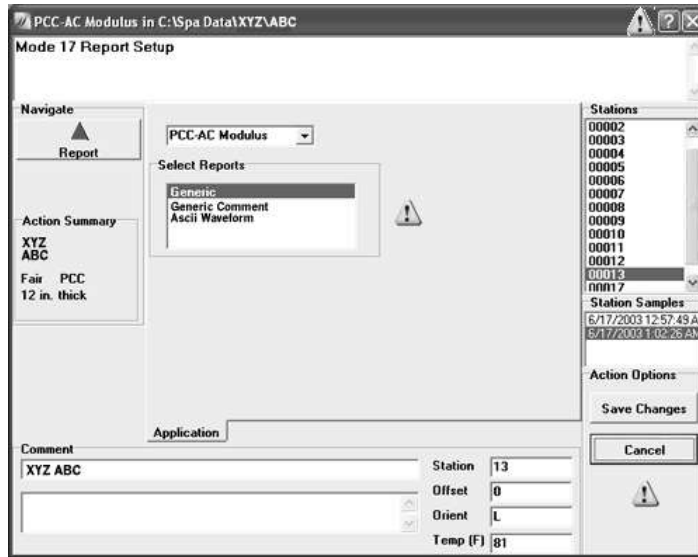 PCC-AC Modulus in C:\Spa Data\XYZ\ABC
Mode 17 Report Setup
Navigate
Report
Action Summary
XYZ
ABC
Fair PCC
12 in. thick
PCC-AC Modulus
Select Reports
Generic
Generic Comment
Ascii Waveform
Application
Stations
00002
00003
00004
00005
00006
00007
00008
00009
00010
00011
00012
00013
00017
Station Samples
6/17/2003 12:57:49 A
6/17/2003 1:02:26 AM
Action Options
Save Changes
Cancel
Comment
XYZ ABC
Station 13
Offset 0
Orient L
Temp (F) 81